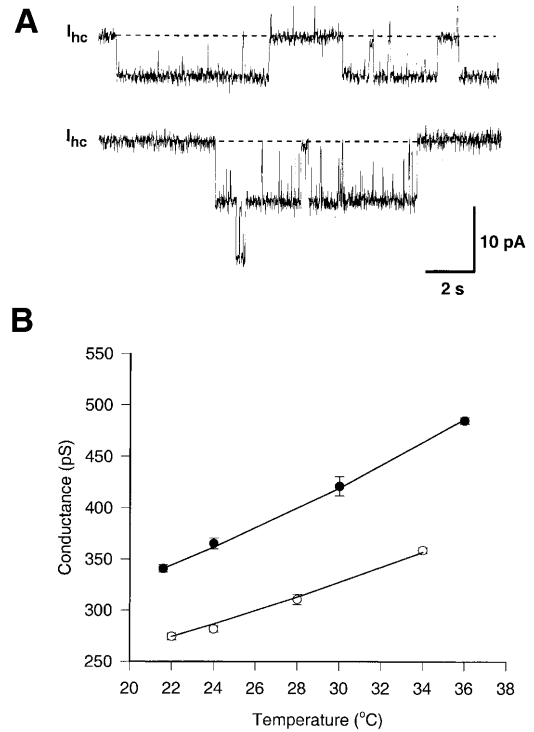 A
Ihc
Ihc
10 pA
2 s
B
550
500
450
400
350
300
250
Conductance (pS)
20 22 24 26 28 30 32 34 36 38
Temperature (°C)